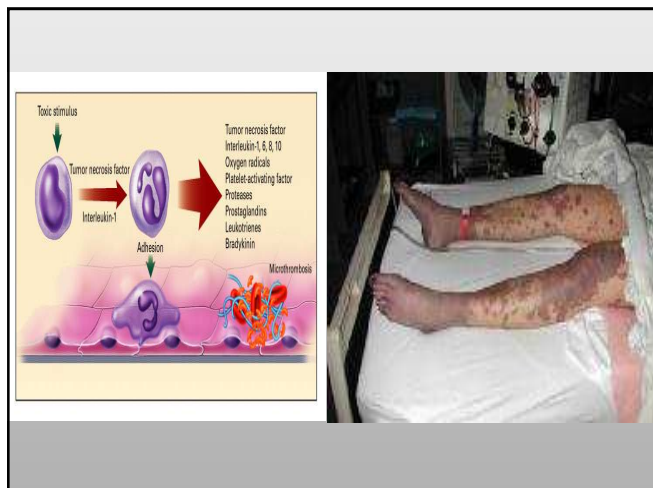 Toxic stimulus
Tumor necrosis factor
Interleukin-1
Adhesion
Tumor necrosis factor
Interleukin-1, 6, 8, 10
Oxygen radicals
Platelet-activating factor
Proteases
Prostaglandins
Leukotrienes
Bradykinin
Microthrombosis